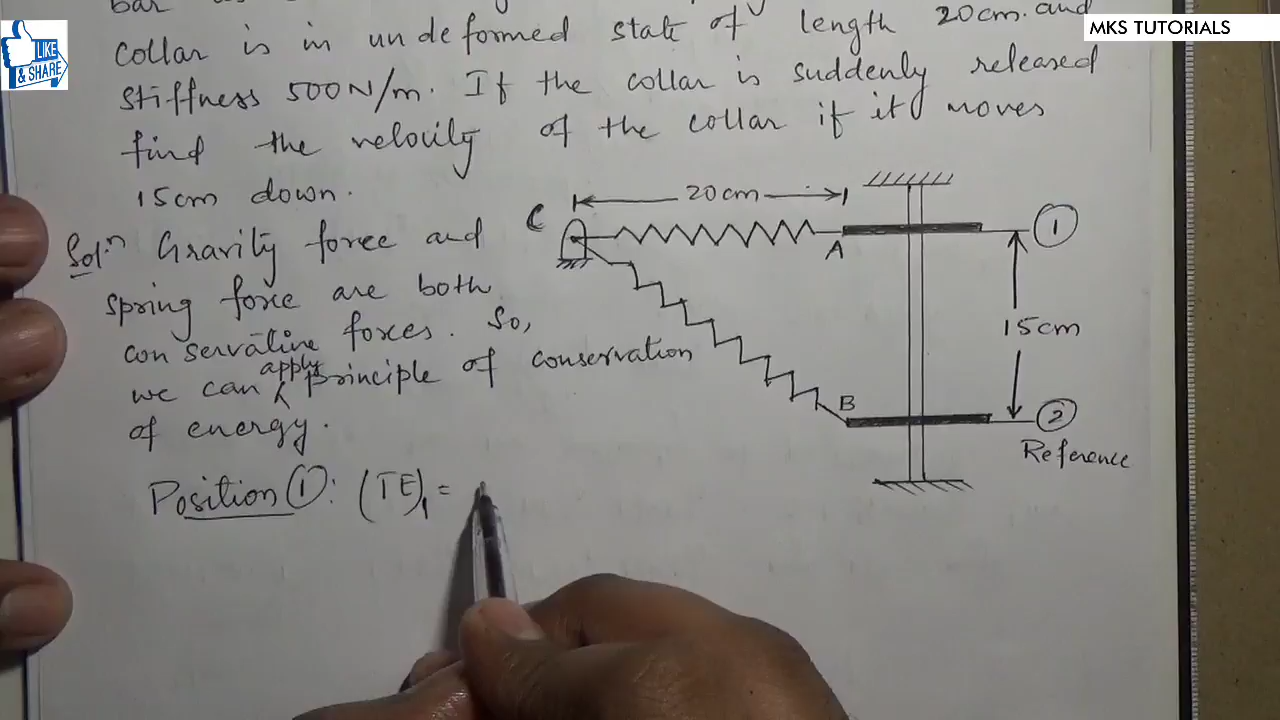 MKS TUTORIALS
LIKE
& SHARE
collar is in undeformed state of length 20cm. and
stiffness 500N/m. If the collar is suddenly released
find the velocity of the collar if it moves
15cm down.
Sol.n Gravity force and
spring force are both
conservative forces. So,
we can apply principle of conservation
of energy.
Position ①: (TE)₁ =
C
20cm
A
①
15cm
B
②
Reference